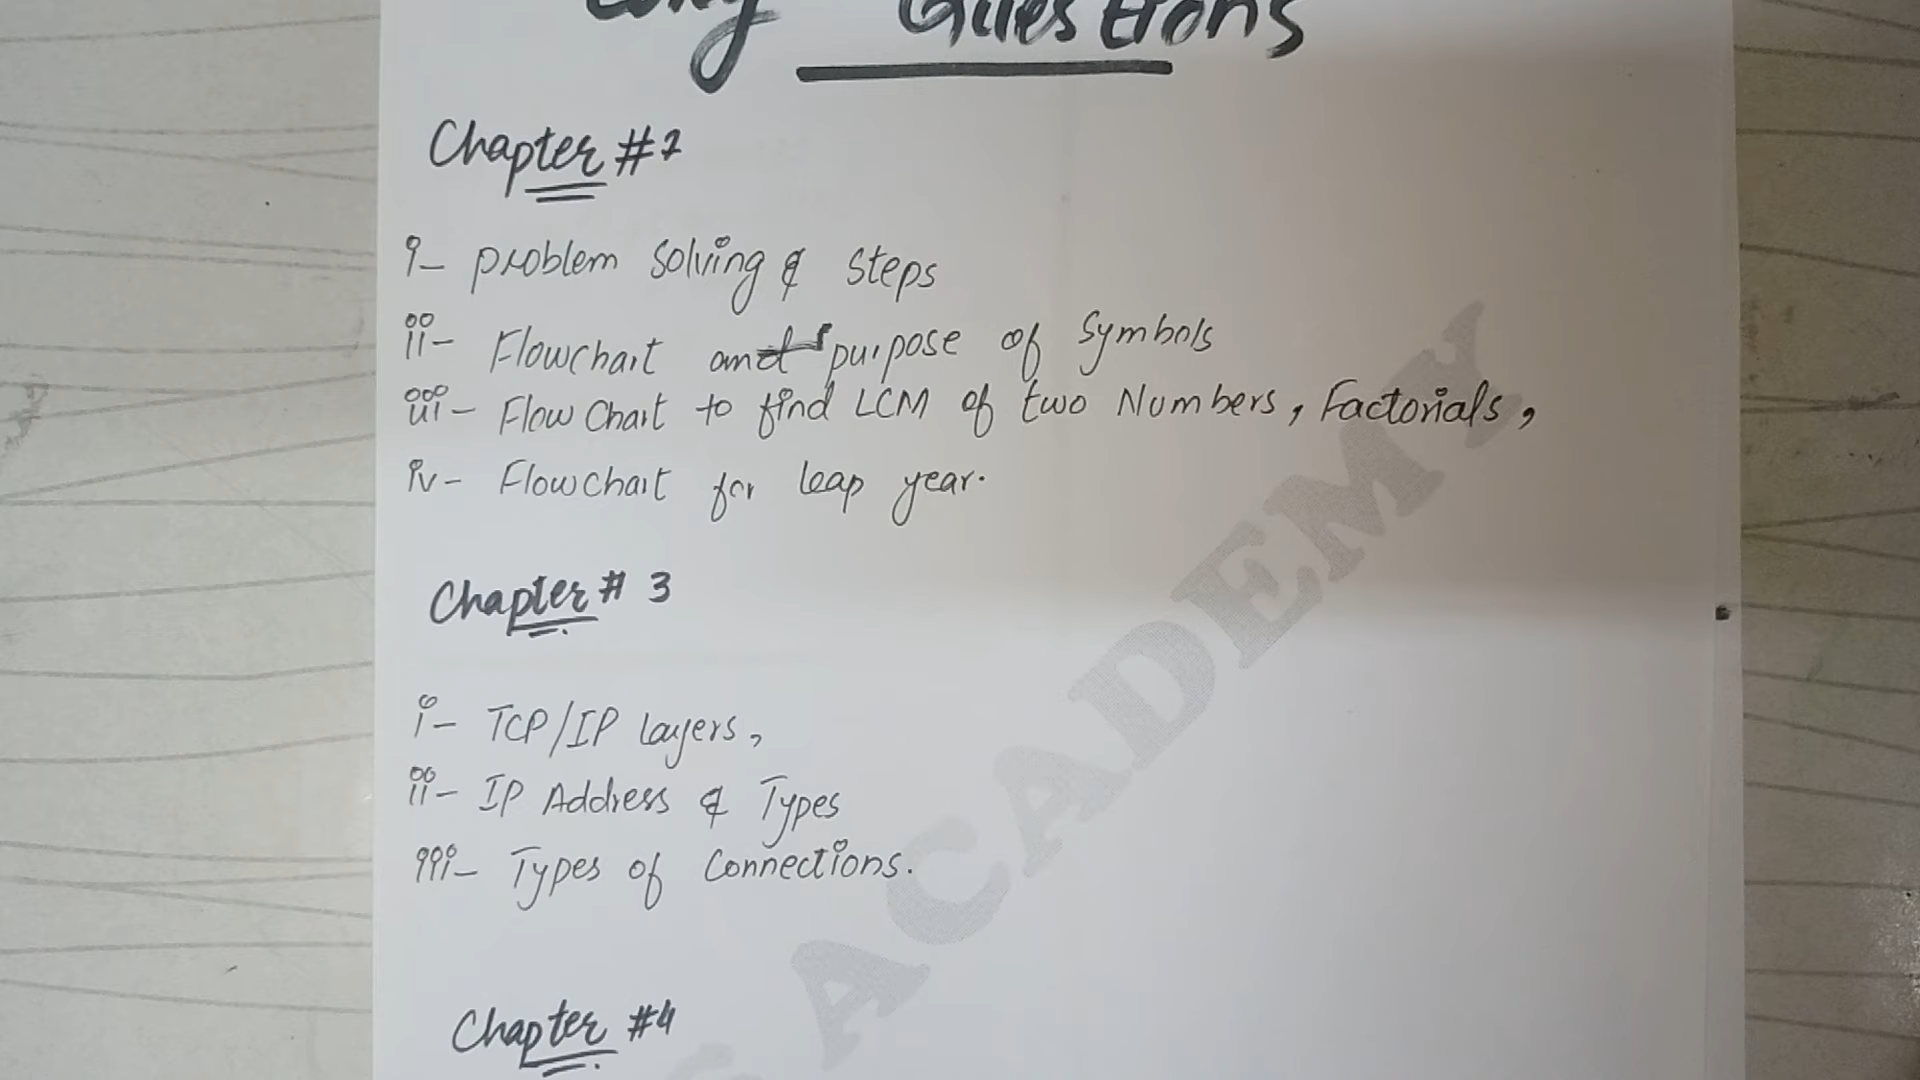 Long Questions
Chapter #2
i- problem solving & steps
ii- Flowchart and purpose of Symbols
iii- Flow Chart to find LCM of two Numbers, Factorials,
iv- Flowchart for leap year.
Chapter # 3
i- TCP/IP layers,
ii- IP Address & Types
iii- Types of Connections.
Chapter #4
ACADEMY